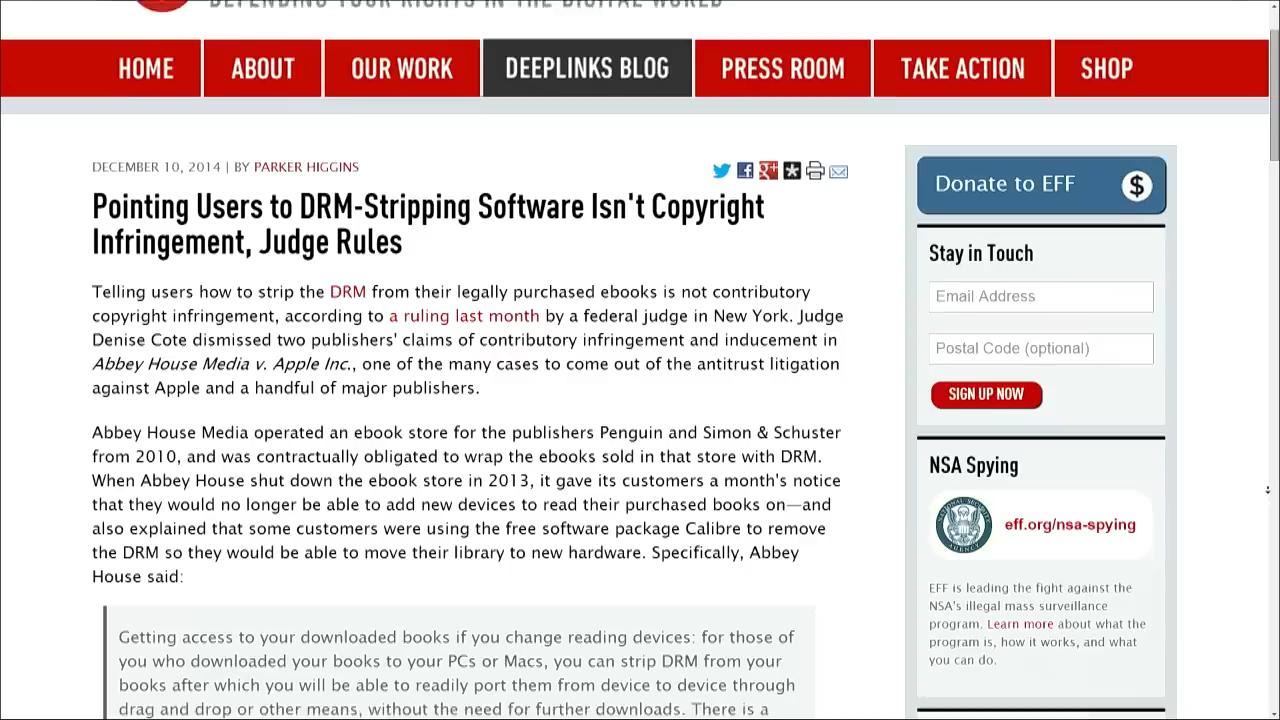 DEFENDING YOUR RIGHTS IN THE DIGITAL WORLD
HOME
ABOUT
OUR WORK
DEEPLINKS BLOG
PRESS ROOM
TAKE ACTION
SHOP
DECEMBER 10, 2014 | BY PARKER HIGGINS
Pointing Users to DRM-Stripping Software Isn't Copyright
Infringement, Judge Rules
Telling users how to strip the DRM from their legally purchased ebooks is not contributory
copyright infringement, according to a ruling last month by a federal judge in New York. Judge
Denise Cote dismissed two publishers' claims of contributory infringement and inducement in
Abbey House Media v. Apple Inc., one of the many cases to come out of the antitrust litigation
against Apple and a handful of major publishers.
Abbey House Media operated an ebook store for the publishers Penguin and Simon & Schuster
from 2010, and was contractually obligated to wrap the ebooks sold in that store with DRM.
When Abbey House shut down the ebook store in 2013, it gave its customers a month's notice
that they would no longer be able to add new devices to read their purchased books on—and
also explained that some customers were using the free software package Calibre to remove
the DRM so they would be able to move their library to new hardware. Specifically, Abbey
House said:
Getting access to your downloaded books if you change reading devices: for those of
you who downloaded your books to your PCs or Macs, you can strip DRM from your
books after which you will be able to readily port them from device to device through
drag and drop or other means, without the need for further downloads. There is a
Donate to EFF $
Stay in Touch
Email Address
Postal Code (optional)
SIGN UP NOW
NSA Spying
eff.org/nsa-spying
EFF is leading the fight against the
NSA's illegal mass surveillance
program. Learn more about what the
program is, how it works, and what
you can do.